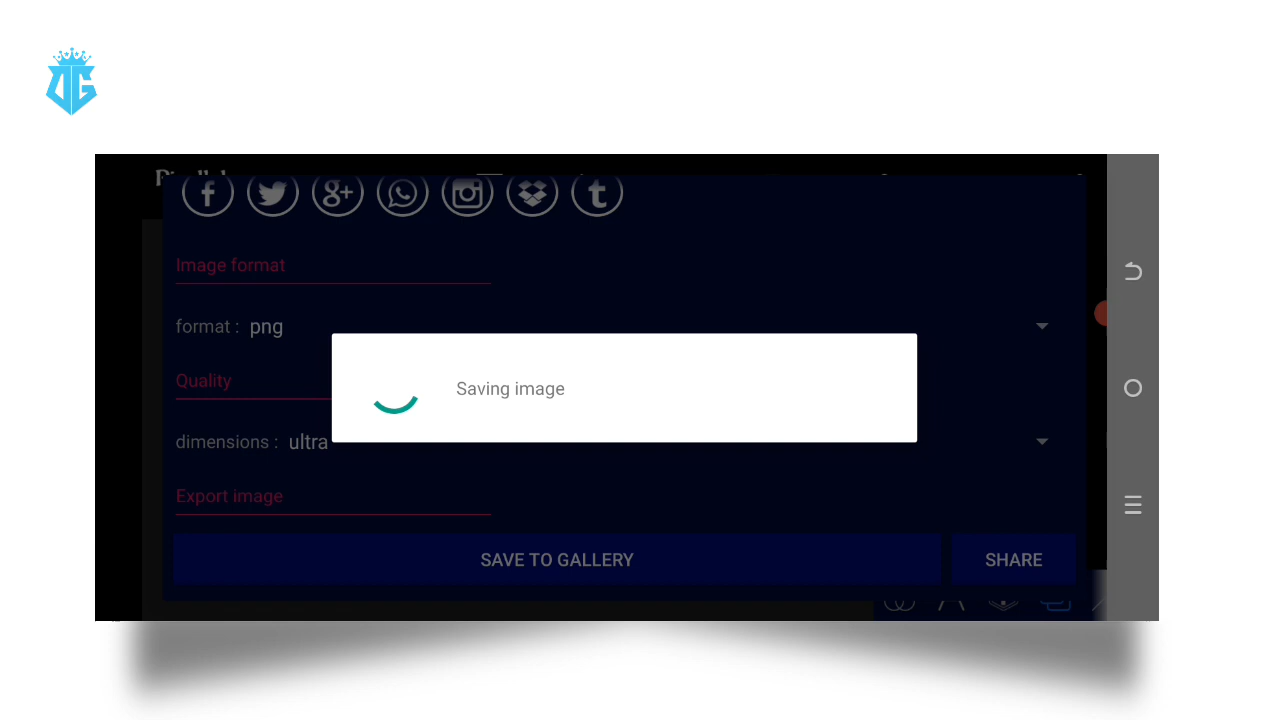 Image format
format : png
Quality
Saving image
dimensions : ultra
Export image
SAVE TO GALLERY
SHARE